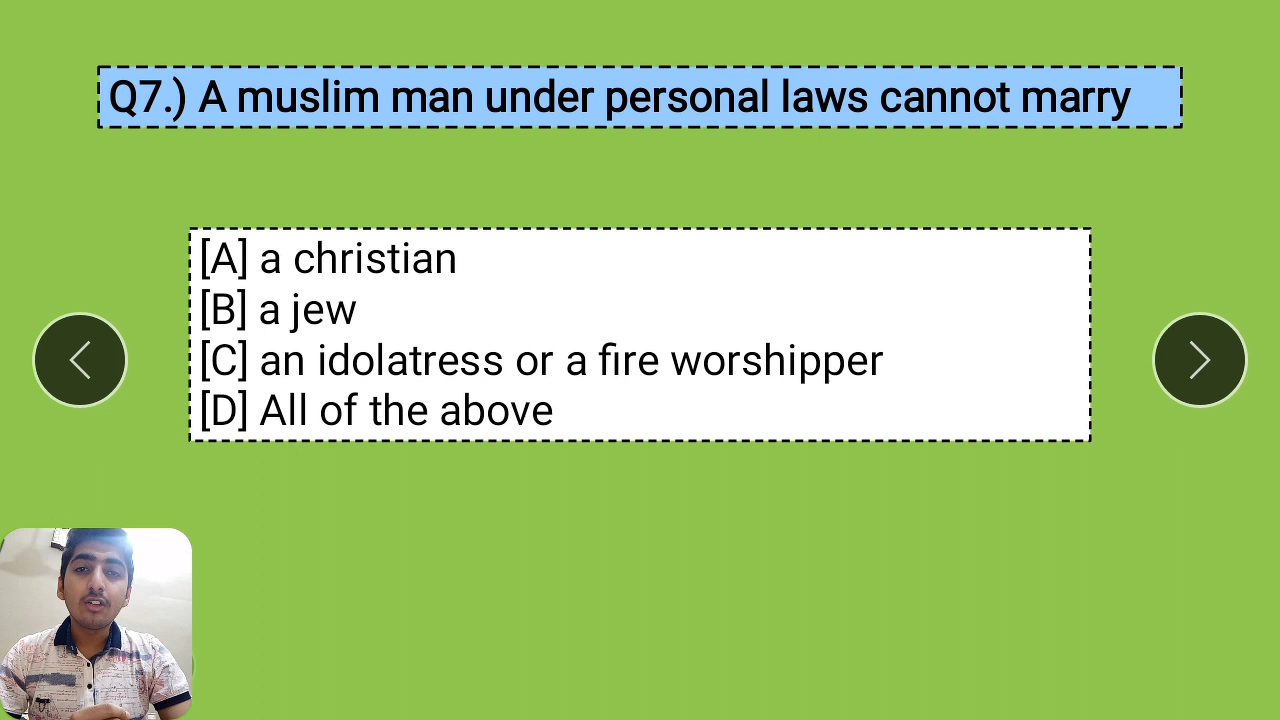 Q7.) A muslim man under personal laws cannot marry
[A] a christian
[B] a jew
[C] an idolatress or a fire worshipper
[D] All of the above